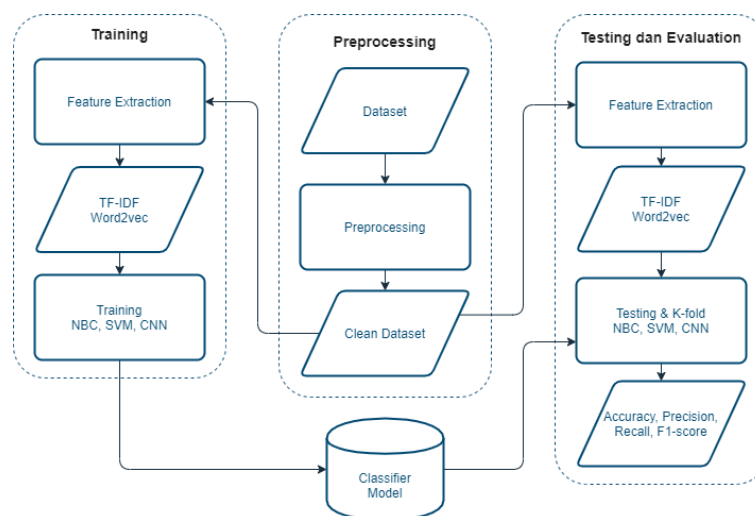 Training
Feature Extraction
TF-IDF
Word2vec
Training
NBC, SVM, CNN
Preprocessing
Dataset
Preprocessing
Clean Dataset
Classifier
Model
Testing dan Evaluation
Feature Extraction
TF-IDF
Word2vec
Testing & K-fold
NBC, SVM, CNN
Accuracy, Precision,
Recall, F1-score